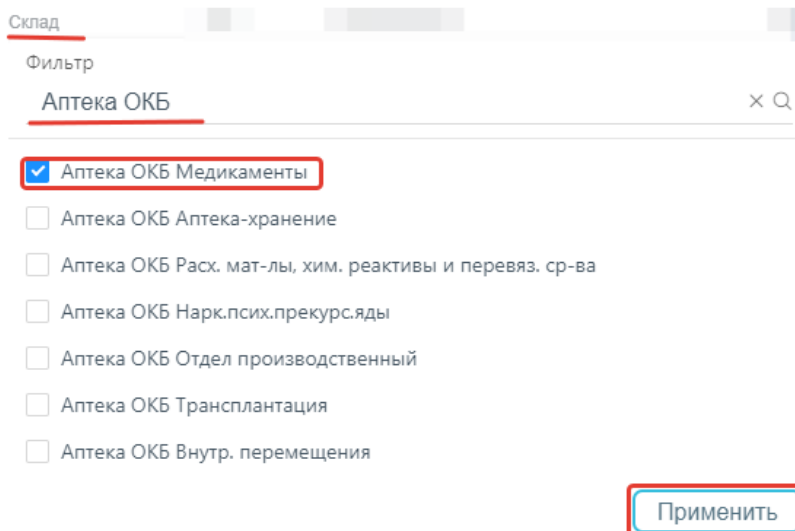 Склад
Фильтр
Аптека ОКБ
Аптека ОКБ Медикаменты
Аптека ОКБ Аптека-хранение
Аптека ОКБ Расх. мат-лы, хим. реактивы и перевяз. ср-ва
Аптека ОКБ Нарк.псих.прекурс.яды
Аптека ОКБ Отдел производственный
Аптека ОКБ Трансплантация
Аптека ОКБ Внутр. перемещения
Применить